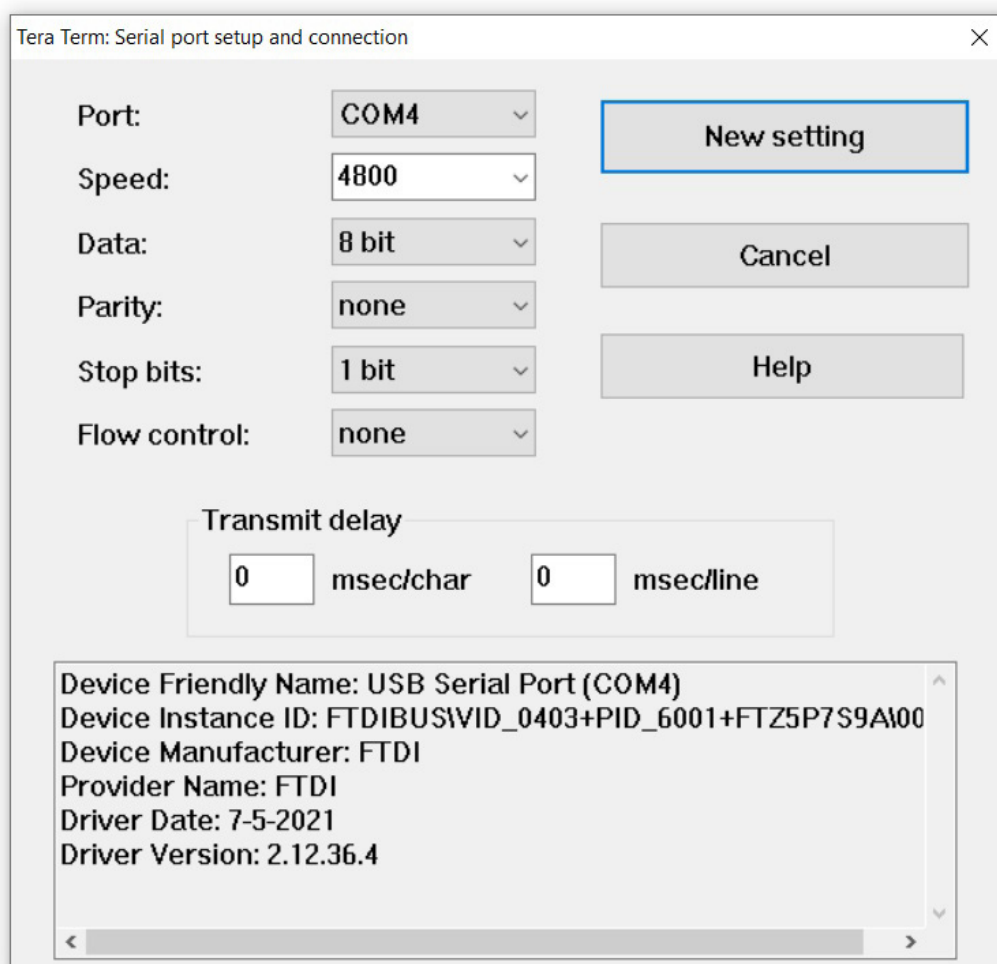 Tera Term: Serial port setup and connection
Port: COM4
New setting
Speed: 4800
Data: 8 bit
Cancel
Parity: none
Stop bits: 1 bit
Help
Flow control: none
Transmit delay
0 msec/char 0 msec/line
Device Friendly Name: USB Serial Port (COM4)
Device Instance ID: FTDIBUS\VID_0403+PID_6001+FTZ5P7S9A\00
Device Manufacturer: FTDI
Provider Name: FTDI
Driver Date: 7-5-2021
Driver Version: 2.12.36.4